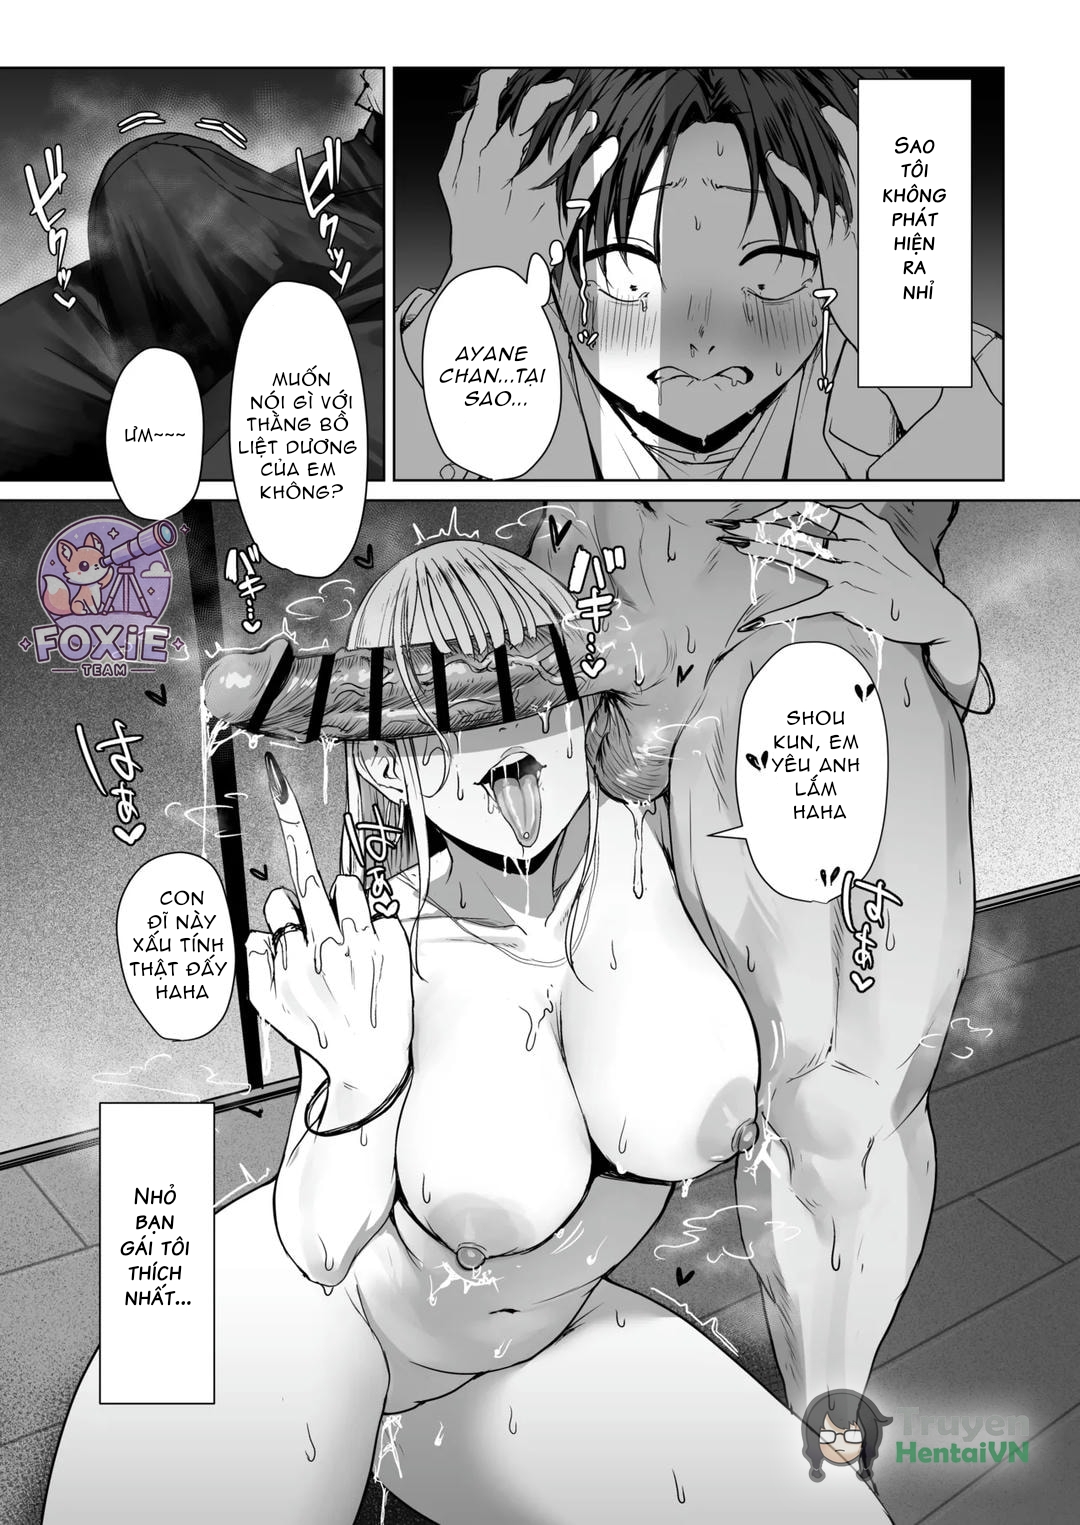 SAO
TÔI
KHÔNG
PHÁT
HIỆN
RA
NHỈ
AYANE
CHAN...TẠI
SAO...
MUỐN
NÓI GÌ VỚI
THẰNG BỒ
LIỆT DƯƠNG
CỦA EM
KHÔNG?
ƯM~~~
SHOU
KUN, EM
YÊU ANH
LẮM
HAHA
CON
ĐĨ NÀY
XẤU TÍNH
THẬT ĐẤY
HAHA
NHỎ
BẠN
GÁI TÔI
THÍCH
NHẤT...
FOXiE
TEAM
Truyen
HentaiVN